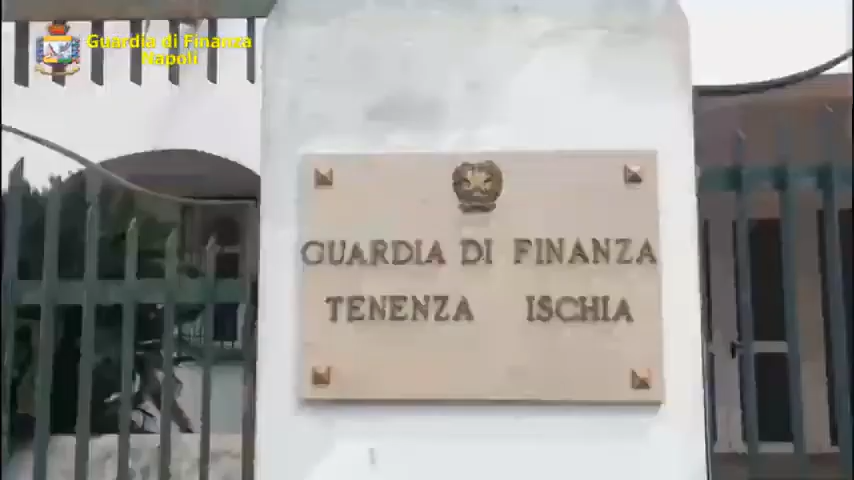 Guardia di Finanza
Napoli
GUARDIA DI FINANZA
TENENZA ISCHIA